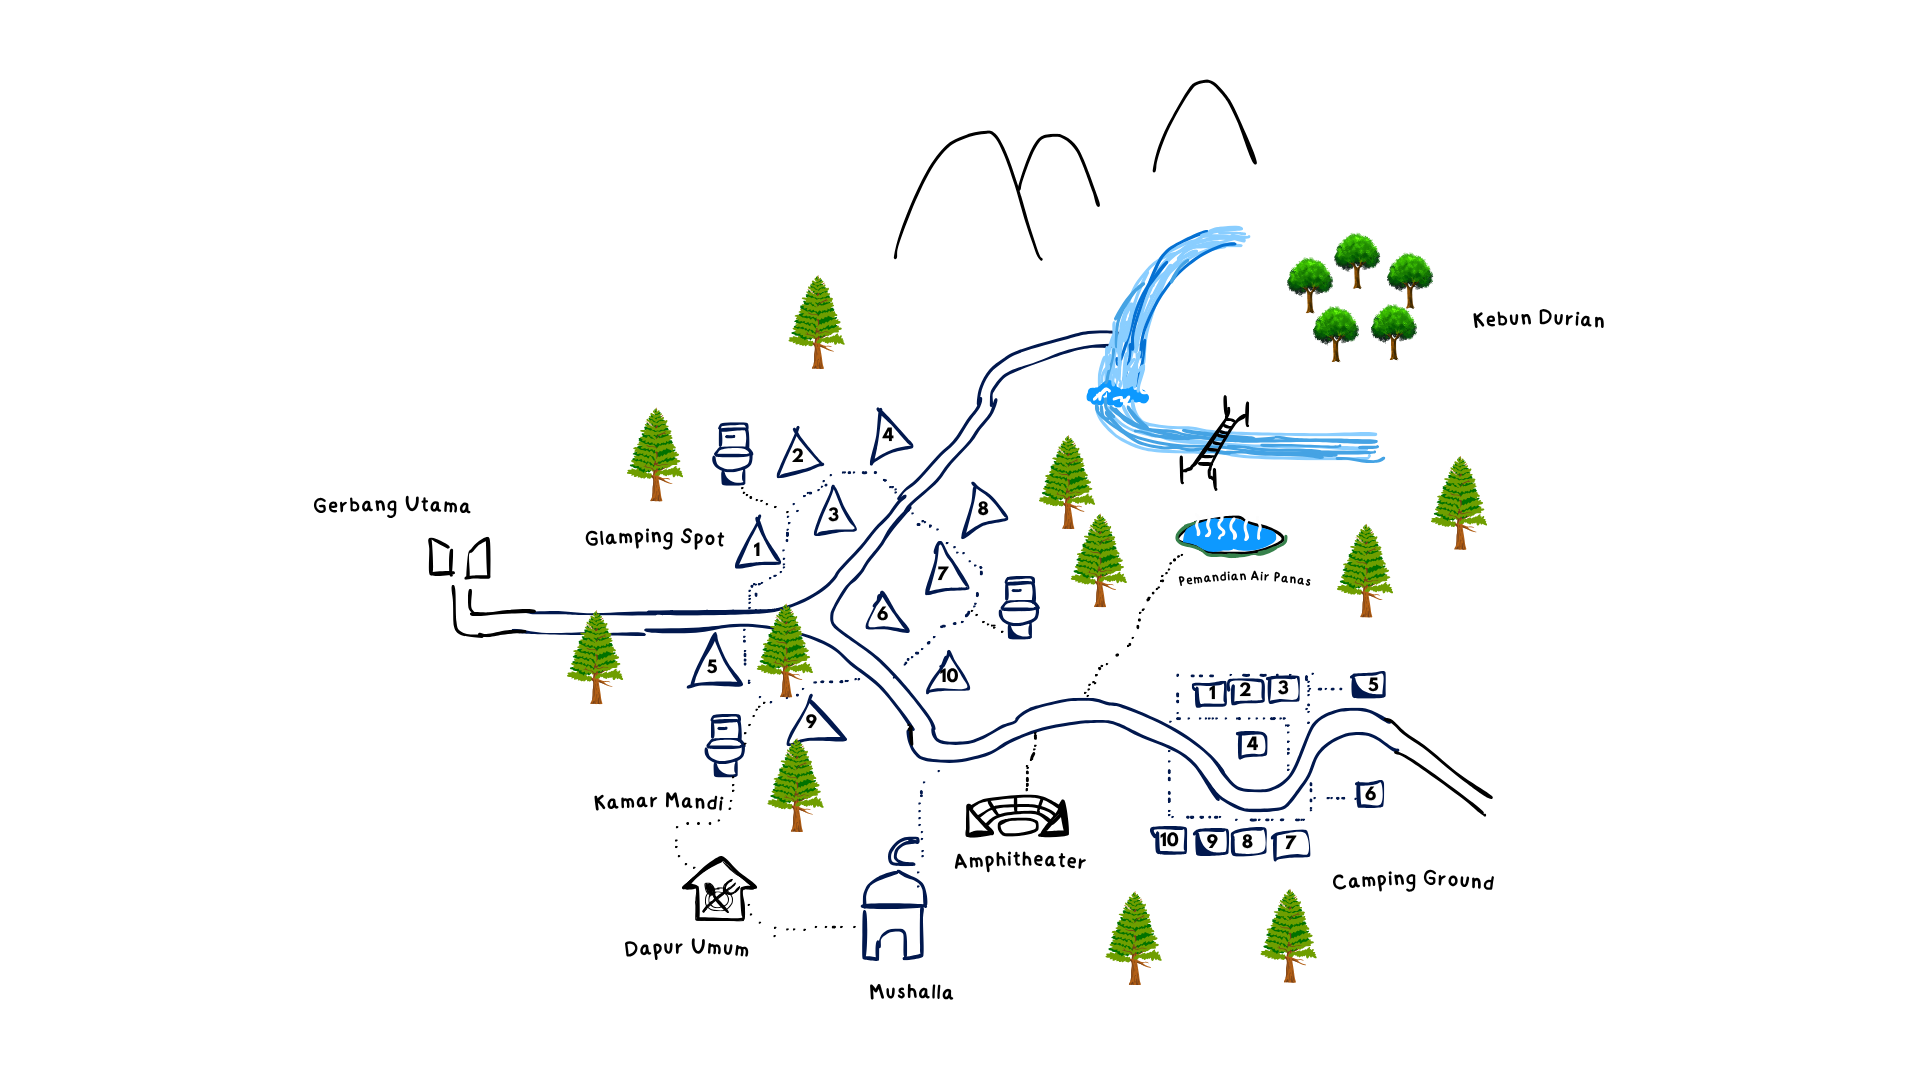 Kebun Durian
4
2
8
Gerbang Utama
3
Glamping Spot
1
7
Pemandian Air Panas
6
5
10
1
2
3
5
9
4
Kamar Mandi
6
10
9
8
7
Amphitheater
Camping Ground
Dapur Umum
Mushalla